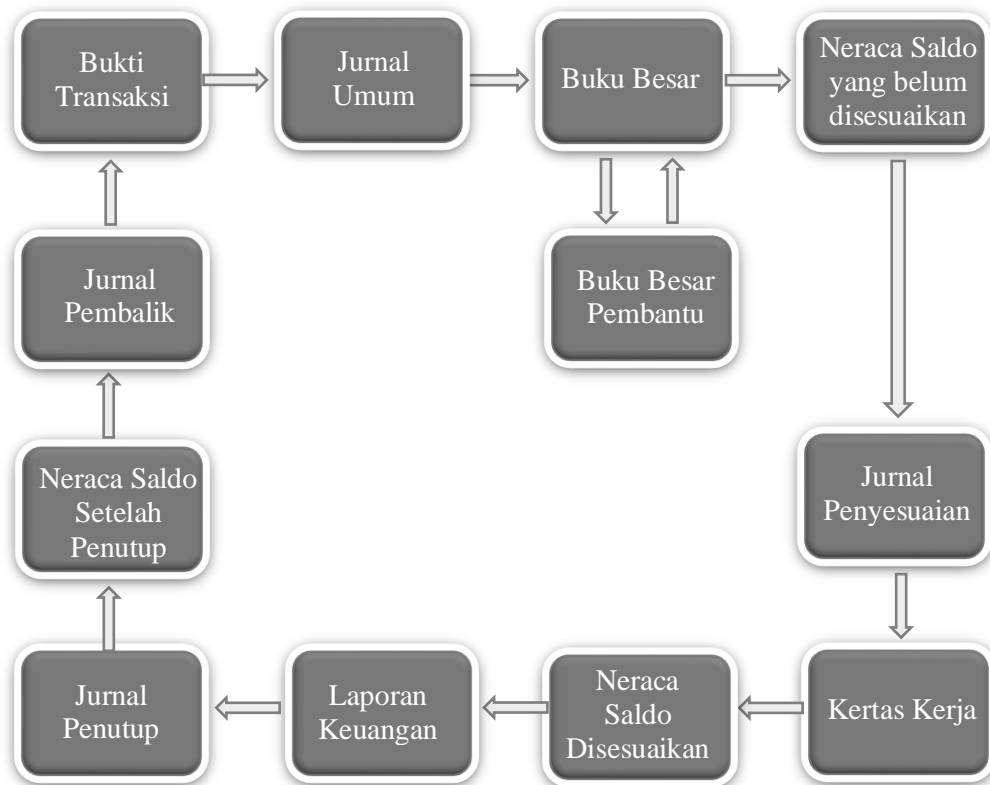 Bukti
Transaksi
Jurnal
Umum
Buku Besar
Neraca Saldo
yang belum
disesuaikan
Jurnal
Pembalik
Buku Besar
Pembantu
Neraca Saldo
Setelah
Penutup
Jurnal
Penyesuaian
Jurnal
Penutup
Laporan
Keuangan
Neraca
Saldo
Disesuaikan
Kertas Kerja